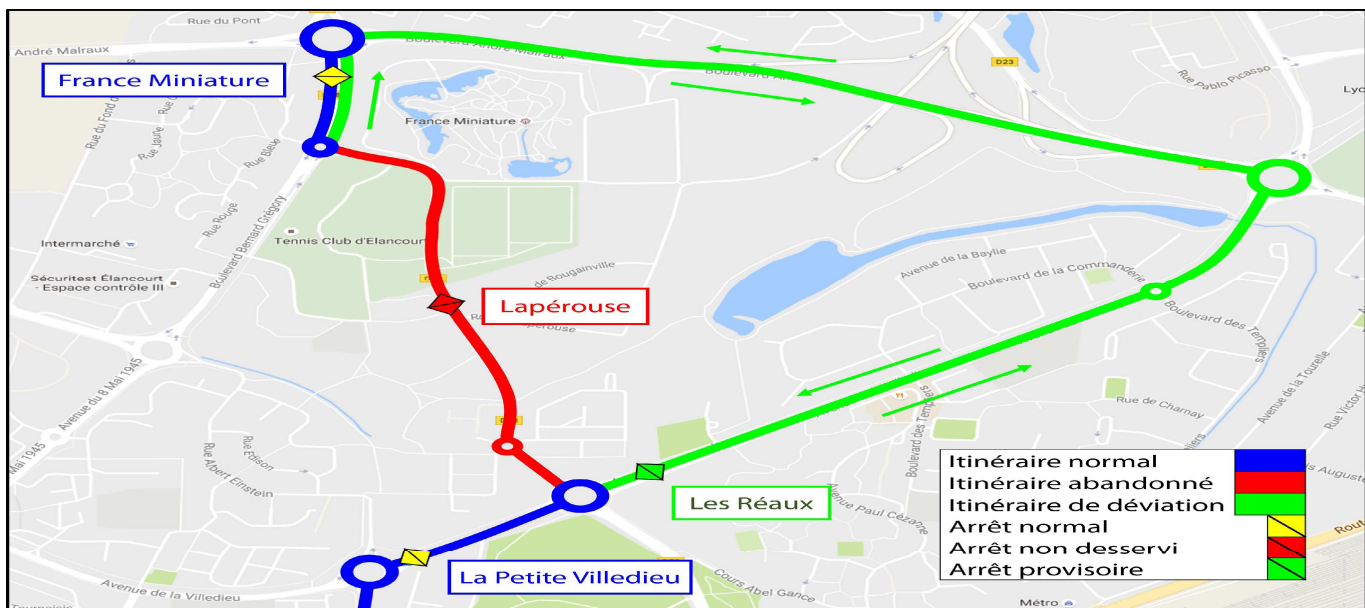 Rue du Pont
André Malraux
Boulevard André Malraux
France Miniature
D23
Rue Pablo Picasso
Rue Jaune
Rue Bleue
France Miniature
Rue Rouge
Boulevard Bernard Grégory
Intermarché
Tennis Club d'Elancourt
Sécuritest Élancourt
- Espace contrôle III
de Bougainville
Avenue de la Baylie
Boulevard de la Commanderie
Lapérouse
Boulevard des Templiers
Avenue de la Tourelle
Avenue du 8 Mai 1945
Mai 1945
Rue Edison
Rue Albert Einstein
Rue de Charnay
Boulevard des Templiers
Avenue Paul Cézanne
Les Réaux
La Petite Villedieu
Avenue de la Villedieu
Cours Abel Gance
Métro
Itinéraire normal
Itinéraire abandonné
Itinéraire de déviation
Arrêt normal
Arrêt non desservi
Arrêt provisoire